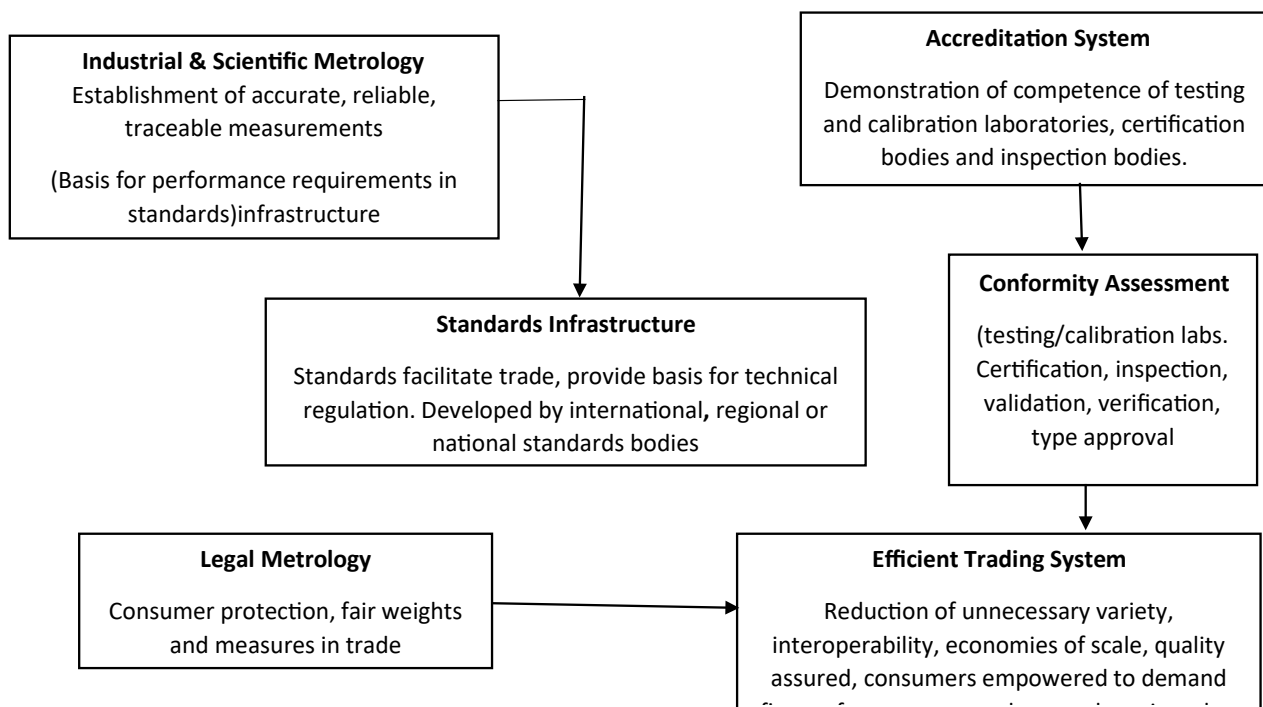 Industrial & Scientific Metrology
Establishment of accurate, reliable,
traceable measurements
(Basis for performance requirements in
standards)infrastructure
Accreditation System
Demonstration of competence of testing
and calibration laboratories, certification
bodies and inspection bodies.
Conformity Assessment
(testing/calibration labs.
Certification, inspection,
validation, verification,
type approval
Standards Infrastructure
Standards facilitate trade, provide basis for technical
regulation. Developed by international, regional or
national standards bodies
Legal Metrology
Consumer protection, fair weights
and measures in trade
Efficient Trading System
Reduction of unnecessary variety,
interoperability, economies of scale, quality
assured, consumers empowered to demand